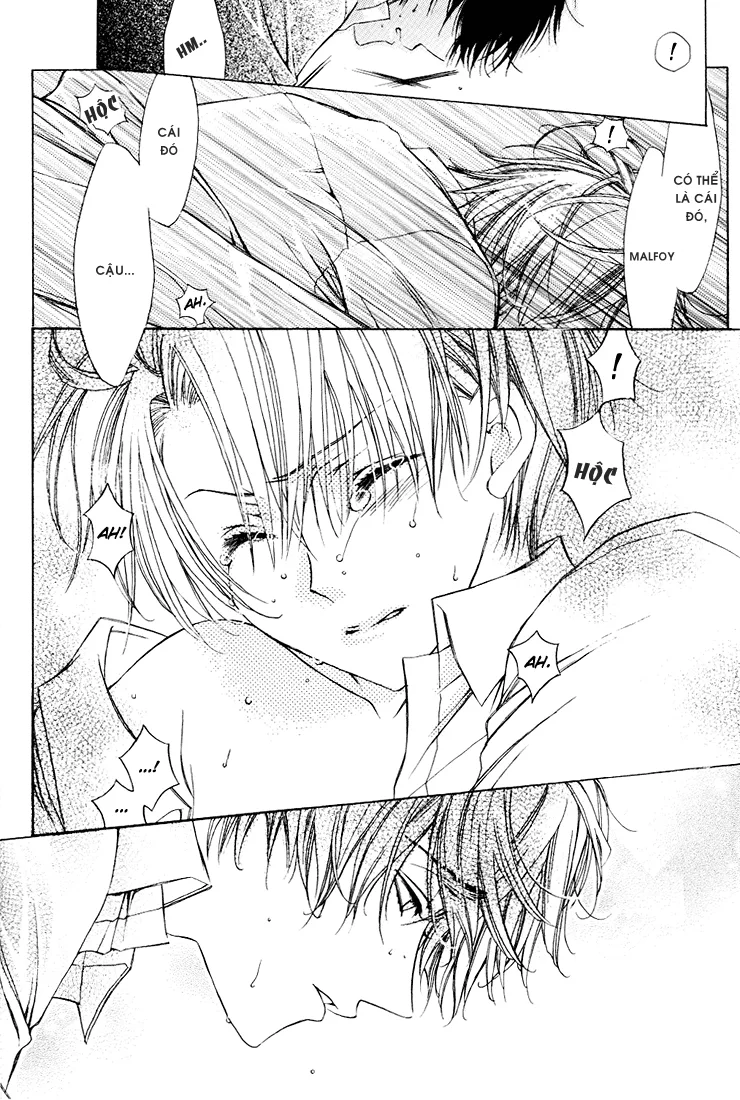 HM..
!
CÓ THỂ
LÀ CÁI
ĐÓ,
MALFOY
!
CÁI
ĐÓ
HỘC
CẬU...
AH.
!
HỘC
AH!
AH.
...!
...